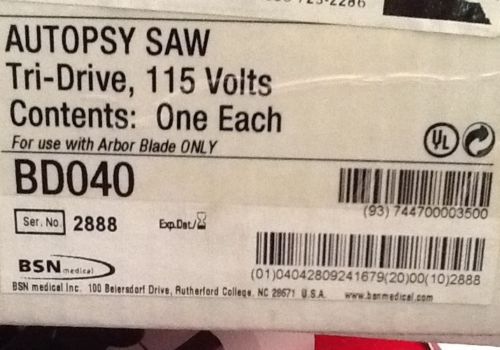 AUTOPSY SAW
Tri-Drive, 115 Volts
Contents: One Each
For use with Arbor Blade ONLY
UL
BD040
(93) 744700003500
Ser. No. 2888 Exp.Dat/
(01)04042809241679(20)00(10)2888
BSN medical
BSN medical Inc. 100 Beiersdorf Drive, Rutherford College, NC 28671 U.S.A. www.bsnmedical.com